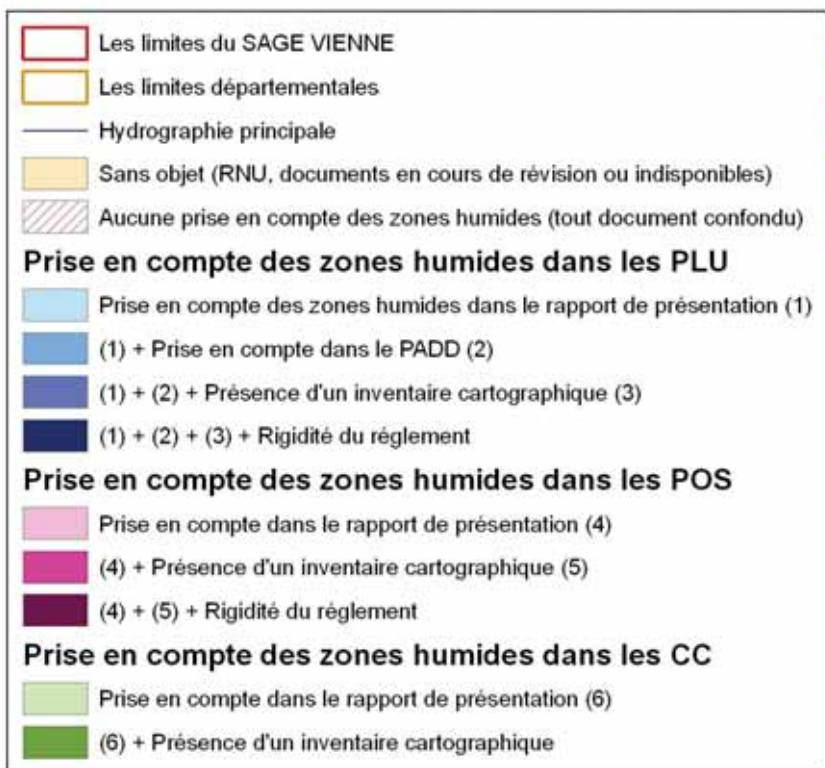 Les limites du SAGE VIENNE
Les limites départementales
Hydrographie principale
Sans objet (RNU, documents en cours de révision ou indisponibles)
Aucune prise en compte des zones humides (tout document confondu)
Prise en compte des zones humides dans les PLU
Prise en compte des zones humides dans le rapport de présentation (1)
(1) + Prise en compte dans le PADD (2)
(1) + (2) + Présence d'un inventaire cartographique (3)
(1) + (2) + (3) + Rigidité du réglement
Prise en compte des zones humides dans les POS
Prise en compte dans le rapport de présentation (4)
(4) + Présence d'un inventaire cartographique (5)
(4) + (5) + Rigidité du réglement
Prise en compte des zones humides dans les CC
Prise en compte dans le rapport de présentation (6)
(6) + Présence d'un inventaire cartographique